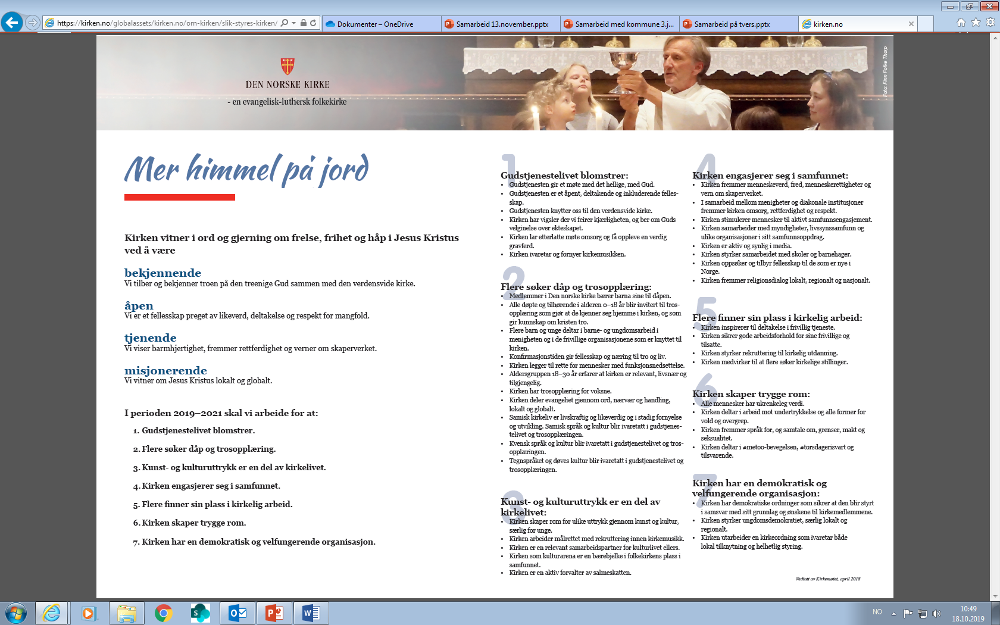 https://kirken.no/globalassets/kirken.no/om-kirken/slik-styres-kirken/
Dokumenter – OneDrive
Samarbeid 13.november.pptx
Samarbeid med kommune 3.j...
Samarbeid på tvers.pptx
kirken.no
DEN NORSKE KIRKE
- en evangelisk-luthersk folkekirke
Foto: Finn Folke Thorp
Mer himmel på jord
Kirken vitner i ord og gjerning om frelse, frihet og håp i Jesus Kristus
ved å være
bekjennende
Vi tilber og bekjenner troen på den treenige Gud sammen med den verdensvide kirke.
åpen
Vi er et fellesskap preget av likeverd, deltakelse og respekt for mangfold.
tjenende
Vi viser barmhjertighet, fremmer rettferdighet og verner om skaperverket.
misjonerende
Vi vitner om Jesus Kristus lokalt og globalt.
I perioden 2019–2021 skal vi arbeide for at:
1. Gudstjenestelivet blomstrer.
2. Flere søker dåp og trosopplæring.
3. Kunst- og kulturuttrykk er en del av kirkelivet.
4. Kirken engasjerer seg i samfunnet.
5. Flere finner sin plass i kirkelig arbeid.
6. Kirken skaper trygge rom.
7. Kirken har en demokratisk og velfungerende organisasjon.
1
Gudstjenestelivet blomstrer:
• Gudstjenesten gir et møte med det hellige, med Gud.
• Gudstjenesten er et åpent, deltakende og inkluderende felles-
skap.
• Gudstjenesten knytter oss til den verdensvide kirke.
• Kirken har vigsler der vi feirer kjærligheten, og ber om Guds
velsignelse over ekteskapet.
• Kirken lar etterlatte møte omsorg og få oppleve en verdig
gravferd.
• Kirken ivaretar og fornyer kirkemusikken.
2
Flere søker dåp og trosopplæring:
• Medlemmer i Den norske kirke bærer barna sine til dåpen.
• Alle døpte og tilhørende i alderen 0–18 år blir invitert til tros-
opplæring som gjør at de kjenner seg hjemme i kirken, og som
gir kunnskap om kristen tro.
• Flere barn og unge deltar i barne- og ungdomsarbeid i
menigheten og i de frivillige organisasjonene som er knyttet til
kirken.
• Konfirmasjonstiden gir fellesskap og næring til tro og liv.
• Kirken legger til rette for mennesker med funksjonsnedsettelse.
• Aldersgruppen 18–30 år erfarer at kirken er relevant, livsnær og
tilgjengelig.
• Kirken har trosopplæring for voksne.
• Kirken deler evangeliet gjennom ord, nærvær og handling,
lokalt og globalt.
• Samisk kirkeliv er livskraftig og likeverdig og i stadig fornyelse
og utvikling. Samisk språk og kultur blir ivaretatt i gudstjenes-
telivet og trosopplæringen.
• Kvensk språk og kultur blir ivaretatt i gudstjenestelivet og tros-
opplæringen.
• Tegnspråket og døves kultur blir ivaretatt i gudstjenestelivet og
trosopplæringen.
3
Kunst- og kulturuttrykk er en del av
kirkelivet:
• Kirken skaper rom for ulike uttrykk gjennom kunst og kultur,
særlig for unge.
• Kirken arbeider målrettet med rekruttering innen kirkemusikk.
• Kirken er en relevant samarbeidspartner for kulturlivet ellers.
• Kirken som kulturarena er en bærebjelke i folkekirkens plass i
samfunnet.
• Kirken er en aktiv forvalter av salmeskatten.
4
Kirken engasjerer seg i samfunnet:
• Kirken fremmer menneskeverd, fred, menneskerettigheter og
vern om skaperverket.
• I samarbeid mellom menigheter og diakonale institusjoner
fremmer kirken omsorg, rettferdighet og respekt.
• Kirken stimulerer mennesker til aktivt samfunnsengasjement.
• Kirken samarbeider med myndigheter, livssynssamfunn og
ulike organisasjoner i sitt samfunnsoppdrag.
• Kirken er aktiv og synlig i media.
• Kirken styrker samarbeidet med skoler og barnehager.
• Kirken oppsøker og tilbyr fellesskap til de som er nye i
Norge.
• Kirken fremmer religionsdialog lokalt, regionalt og nasjonalt.
5
Flere finner sin plass i kirkelig arbeid:
• Kirken inspirerer til deltakelse i frivillig tjeneste.
• Kirken sikrer gode arbeidsforhold for sine frivillige og
tilsatte.
• Kirken styrker rekruttering til kirkelig utdanning.
• Kirken medvirker til at flere søker kirkelige stillinger.
6
Kirken skaper trygge rom:
• Alle mennesker har ukrenkeleg verdi.
• Kirken deltar i arbeid mot undertrykkelse og alle former for
vold og overgrep.
• Kirken fremmer språk for, og samtale om, grenser, makt og
seksualitet.
• Kirken deltar i #metoo-bevegelsen, #torsdagerisvart og
tilsvarende.
7
Kirken har en demokratisk og
velfungerende organisasjon:
• Kirken har demokratiske ordninger som sikrer at den blir styrt
i samsvar med sitt grunnlag og ønskene til kirkemedlemmene.
• Kirken styrker ungdomsdemokratiet, særlig lokalt og
regionalt.
• Kirken utarbeider en kirkeordning som ivaretar både
lokal tilknytning og helhetlig styring.
Vedtatt av Kirkemøtet, april 2018
NO
10:49
18.10.2019